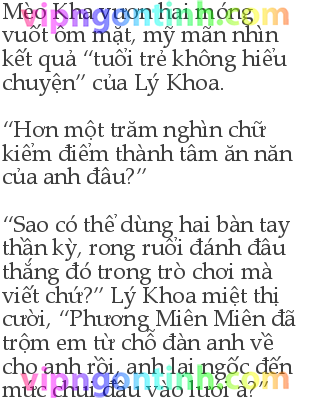 vipngontinh.com
Mèo Kha vươn hai móng
vuốt ôm mặt, mỹ mãn nhìn
kết quả “tuổi trẻ không hiểu
chuyện” của Lý Khoa.
“Hơn một trăm nghìn chữ
kiểm điểm thành tâm ăn năn
của anh đâu?”
“Sao có thể dùng hai bàn tay
thần kỳ, rong ruổi đánh đâu
thắng đó trong trò chơi mà
viết chứ?” Lý Khoa miệt thị
cười, “Phương Miên Miên đã
trộm em từ chỗ đàn anh về
cho anh rồi, anh lại ngốc đến
mức chui đầu vào lưới à?”
vipngontinh.com